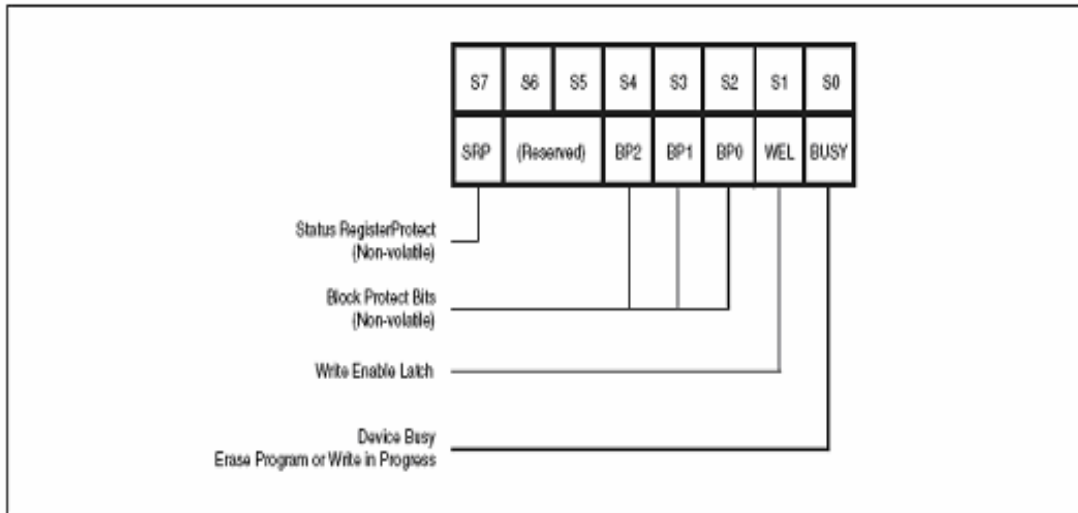 S7 S6 S5 S4 S3 S2 S1 S0
SRP (Reserved) BP2 BP1 BP0 WEL BUSY
Status RegisterProtect
(Non-volatile)
Block Protect Bits
(Non-volatile)
Write Enable Latch
Device Busy
Erase Program or Write in Progress